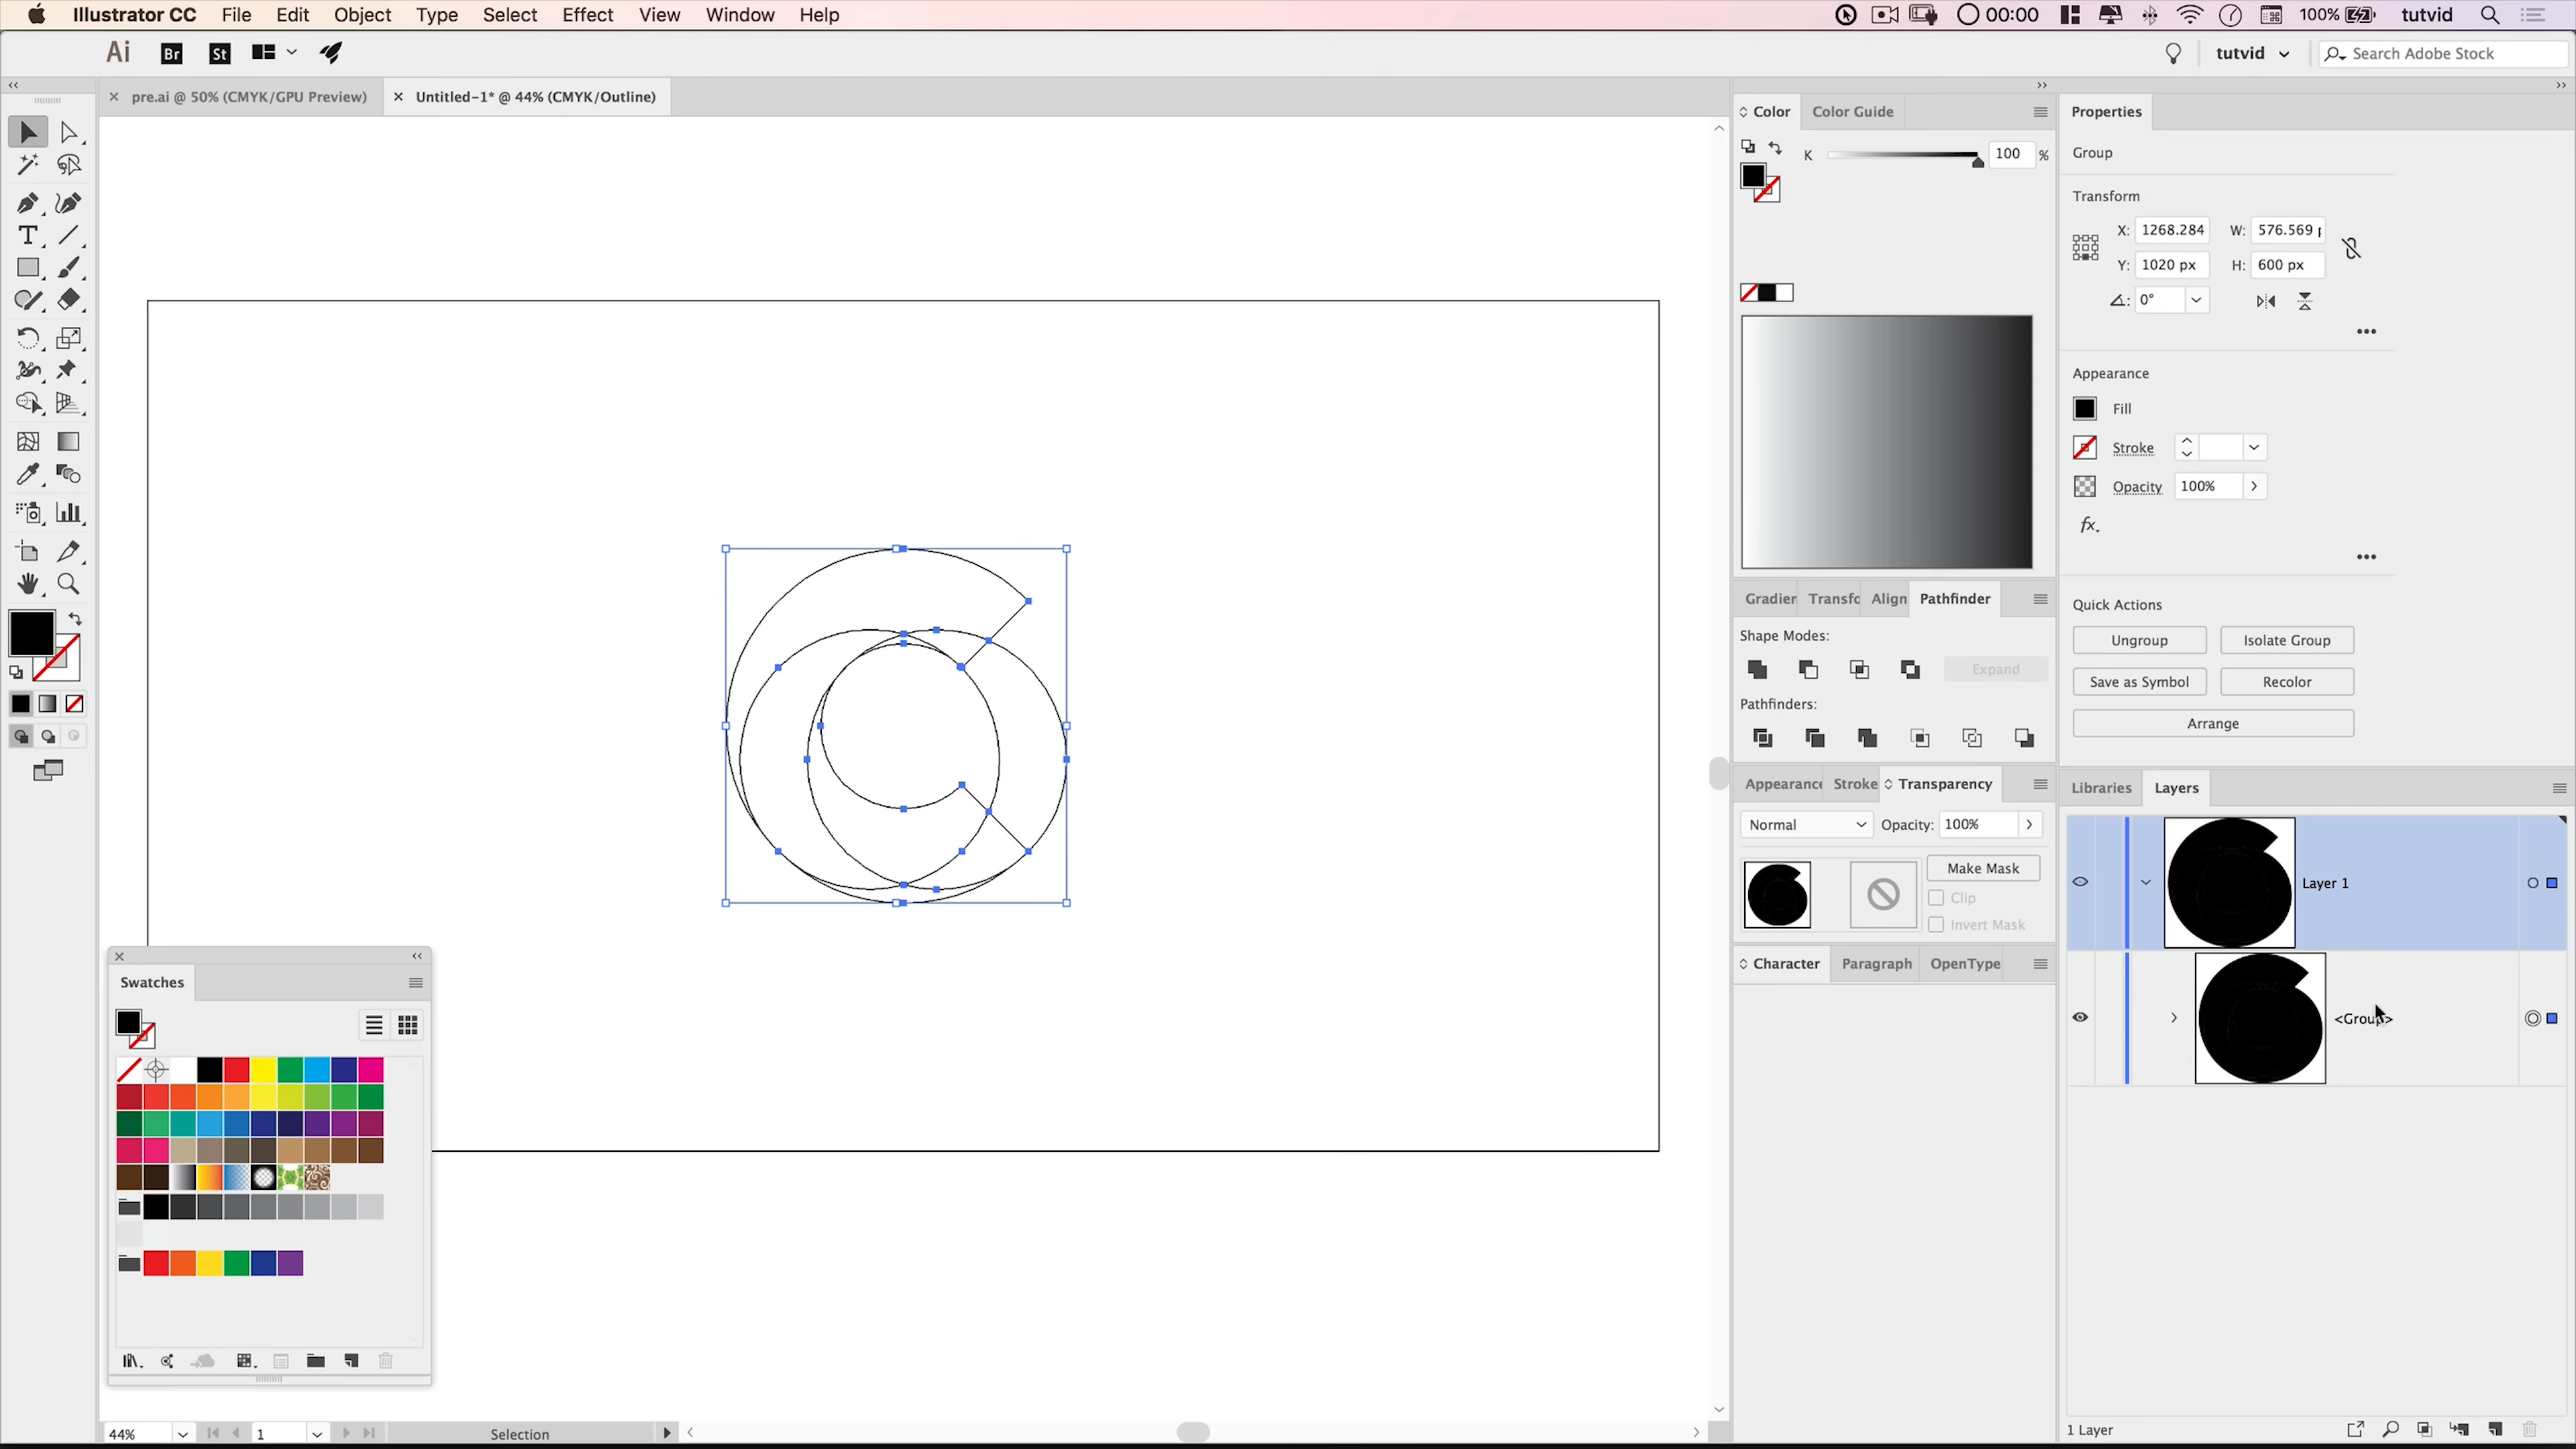 Illustrator CC File Edit Object Type Select Effect View Window Help 00:00 100% tutvid
Ai Br St tutvid Search Adobe Stock
pre.ai @ 50% (CMYK/GPU Preview) Untitled-1* @ 44% (CMYK/Outline)
Color Color Guide
K 100 %
Properties
Group
Transform
X: 1268.284 W: 576.569 p
Y: 1020 px H: 600 px
0°
Appearance
Fill
Stroke
Opacity 100%
fx.
Quick Actions
Ungroup Isolate Group
Save as Symbol Recolor
Arrange
Gradier Transfo Align Pathfinder
Shape Modes:
Expand
Pathfinders:
Appearance Stroke Transparency
Normal Opacity: 100%
Make Mask
Clip
Invert Mask
Character Paragraph OpenType
Libraries Layers
Layer 1
<Group>
1 Layer
Swatches
44% 1 Selection